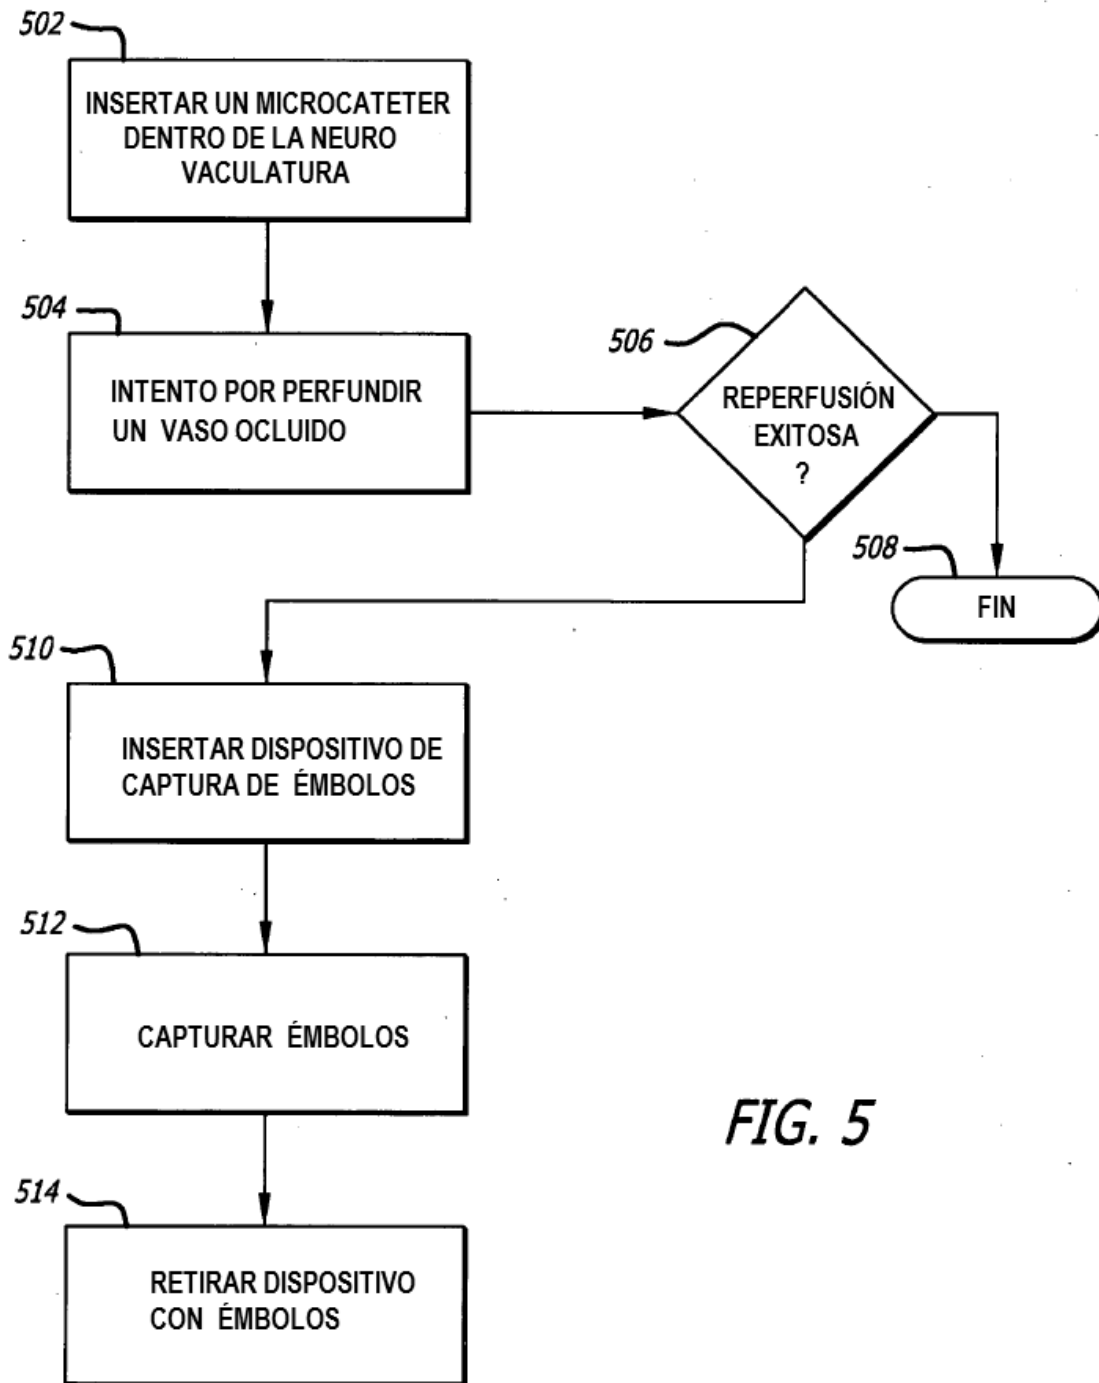 502
INSERTAR UN MICROCATETER
DENTRO DE LA NEURO
VACULATURA
504
INTENTO POR PERFUNDIR
UN VASO OCLUIDO
506
REPERFUSIÓN
EXITOSA
?
508
FIN
510
INSERTAR DISPOSITIVO DE
CAPTURA DE ÉMBOLOS
512
CAPTURAR ÉMBOLOS
514
RETIRAR DISPOSITIVO
CON ÉMBOLOS
FIG. 5